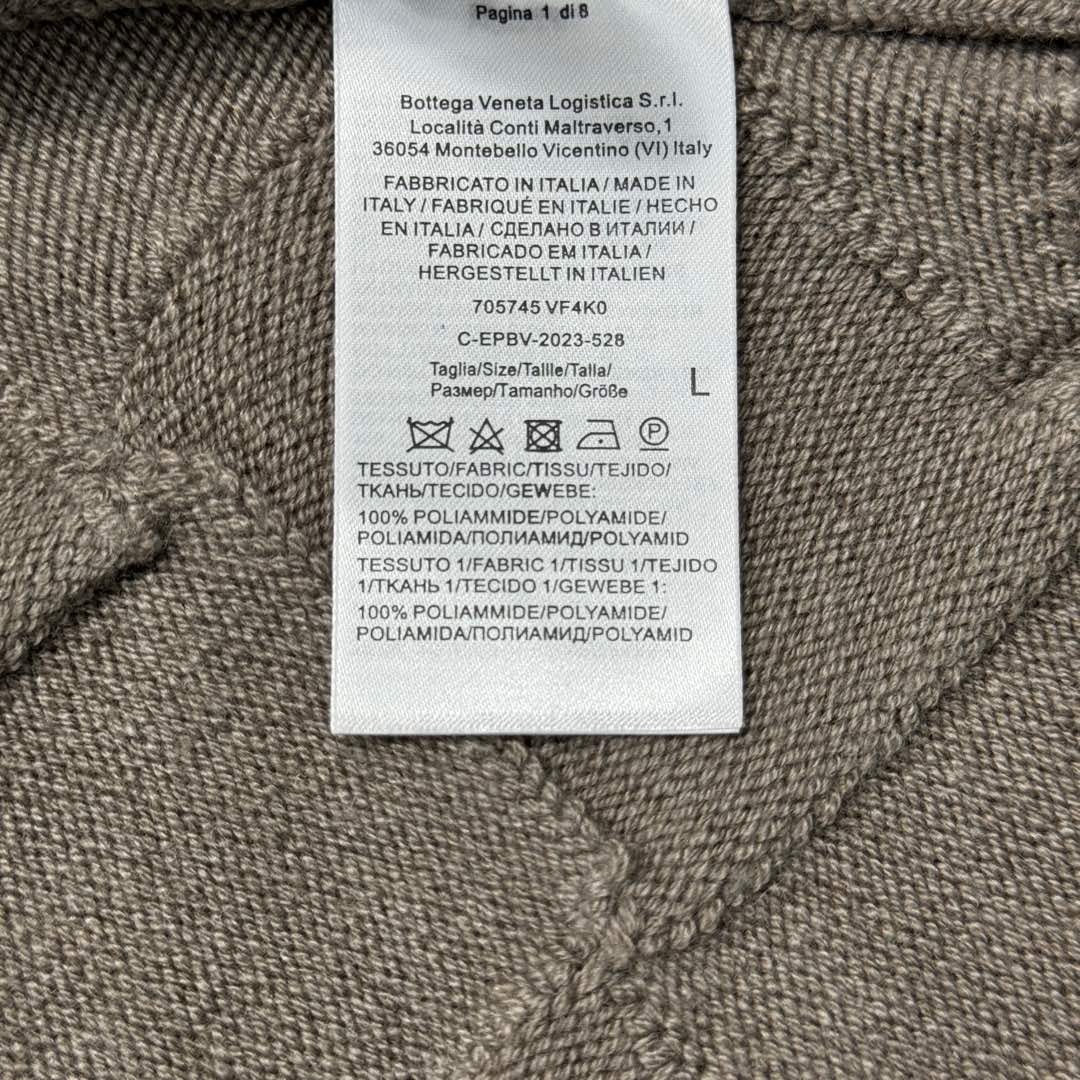 Pagina 1 di 8
Bottega Veneta Logistica S.r.l.
Località Conti Maltraverso,1
36054 Montebello Vicentino (VI) Italy
FABBRICATO IN ITALIA / MADE IN
ITALY / FABRIQUÉ EN ITALIE / HECHO
EN ITALIA / СДЕЛАНО В ИТАЛИИ /
FABRICADO EM ITALIA /
HERGESTELLT IN ITALIEN
705745 VF4K0
C-EPBV-2023-528
Taglia/Size/Taille/Talla/
Размер/Tamanho/Größe
L
P
TESSUTO/FABRIC/TISSU/TEJIDO/
ТКАНЬ/TECIDO/GEWEBE:
100% POLIAMMIDE/POLYAMIDE/
POLIAMIDA/ПОЛИАМИД/POLYAMID
TESSUTO 1/FABRIC 1/TISSU 1/TEJIDO
1/ТКАНЬ 1/TECIDO 1/GEWEBE 1:
100% POLIAMMIDE/POLYAMIDE/
POLIAMIDA/ПОЛИАМИД/POLYAMID